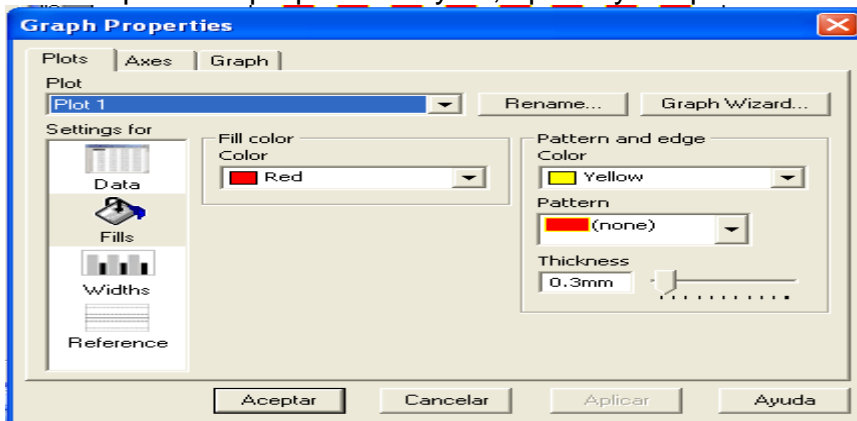 Graph Properties
Plots Axes Graph
Plot
Plot 1 Rename... Graph Wizard...
Settings for
Data
Fills
Widths
Reference
Fill color
Color
Red
Pattern and edge
Color
Yellow
Pattern
(none)
Thickness
0.3mm
Aceptar Cancelar Aplicar Ayuda